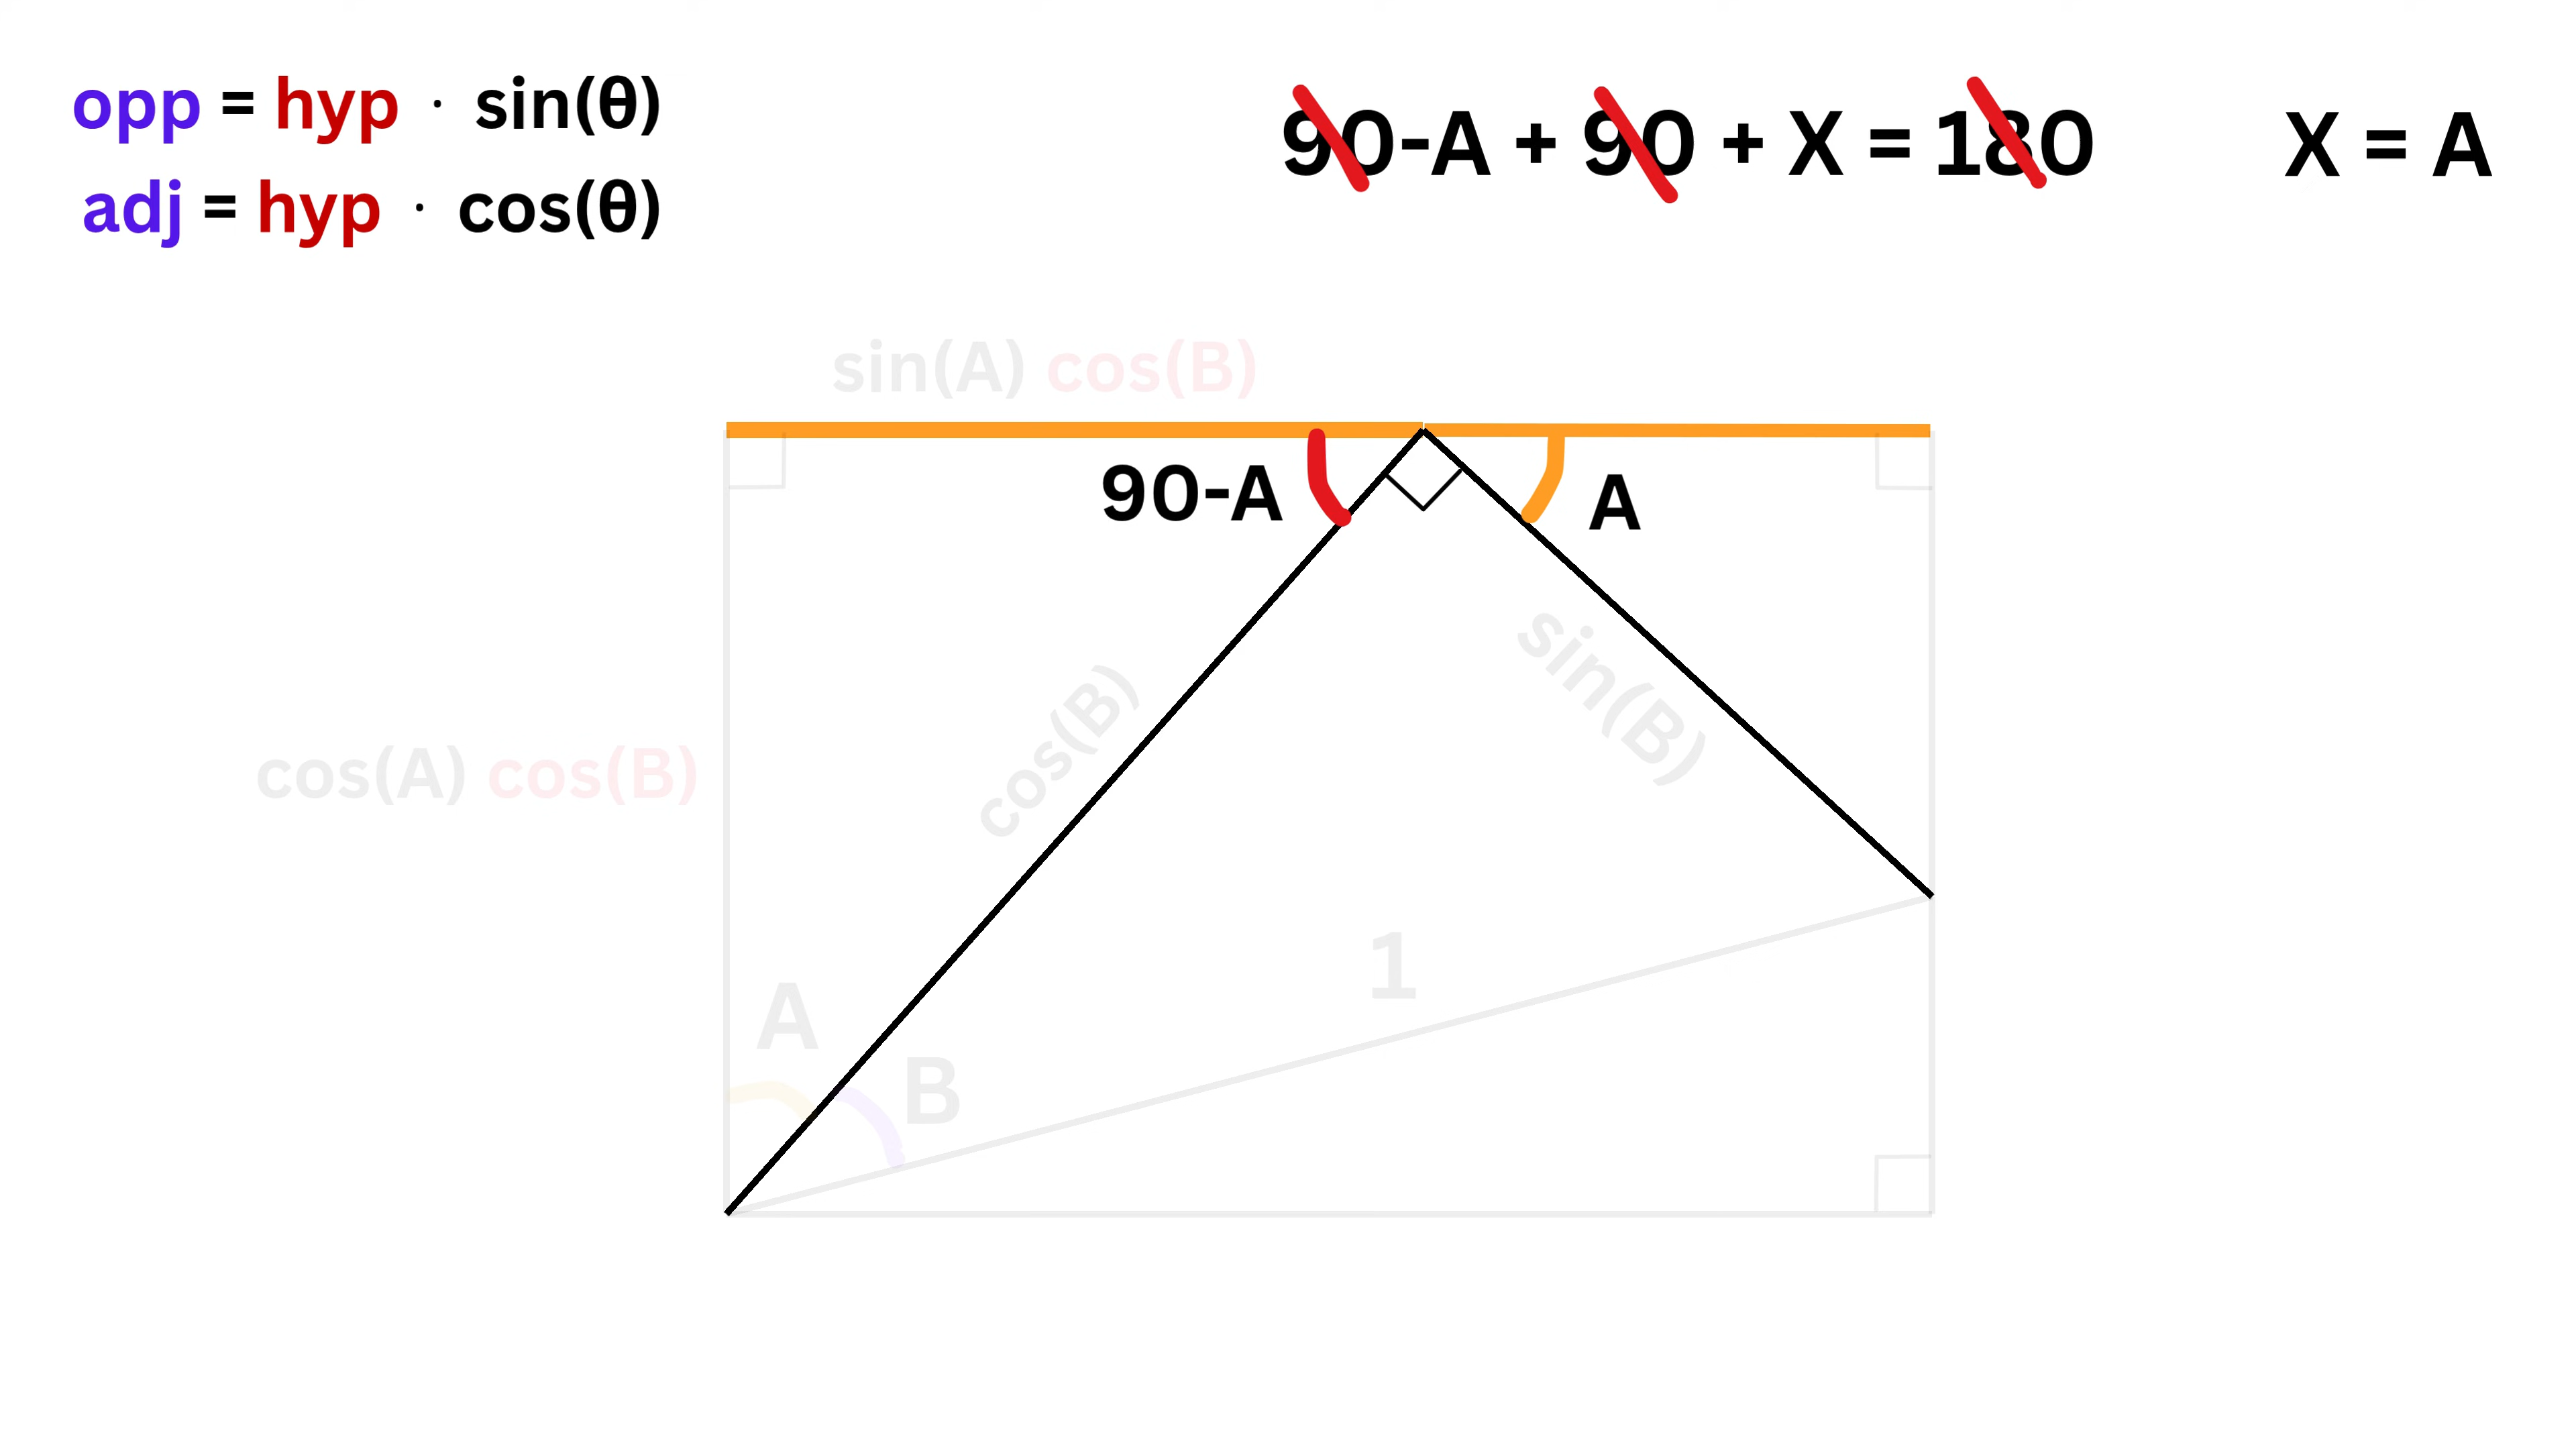 opp = hyp · sin(θ)
adj = hyp · cos(θ)
90-A + 90 + X = 180
X = A
sin(A) cos(B)
90-A
A
cos(A) cos(B)
cos(B)
sin(B)
1
A
B